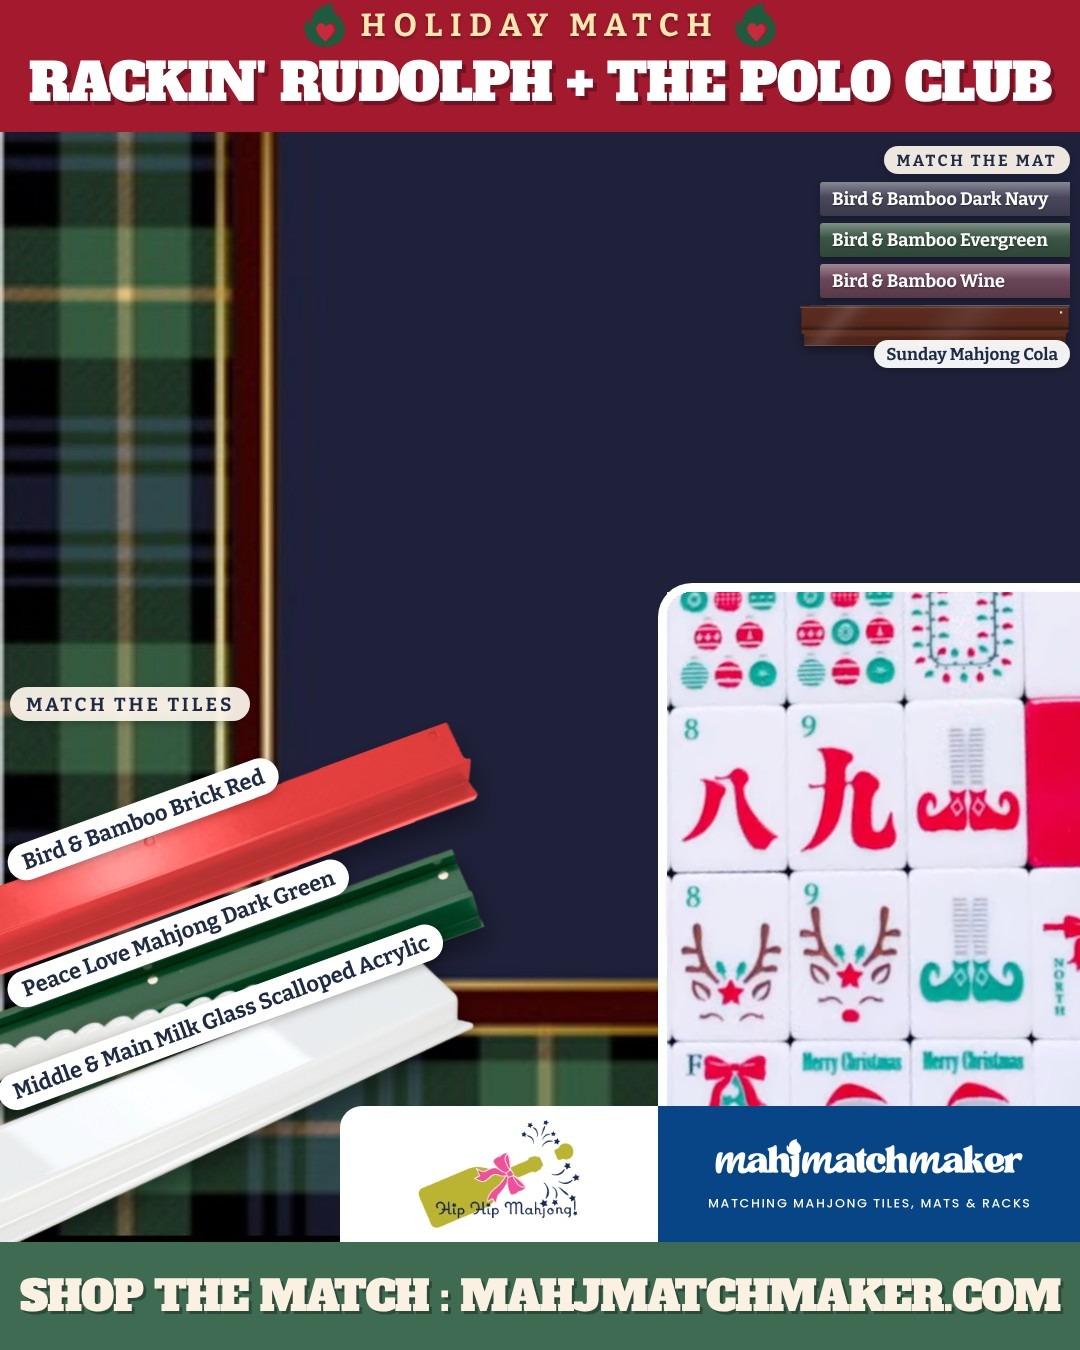 HOLIDAY MATCH
RACKIN' RUDOLPH + THE POLO CLUB
MATCH THE MAT
Bird & Bamboo Dark Navy
Bird & Bamboo Evergreen
Bird & Bamboo Wine
Sunday Mahjong Cola
MATCH THE TILES
Bird & Bamboo Brick Red
Peace Love Mahjong Dark Green
Middle & Main Milk Glass Scalloped Acrylic
8 9
八 九
8 9
NORTH
F Merry Christmas Merry Christmas
Hip Hip Mahjong!
mahjmatchmaker
MATCHING MAHJONG TILES, MATS & RACKS
SHOP THE MATCH : MAHJMATCHMAKER.COM